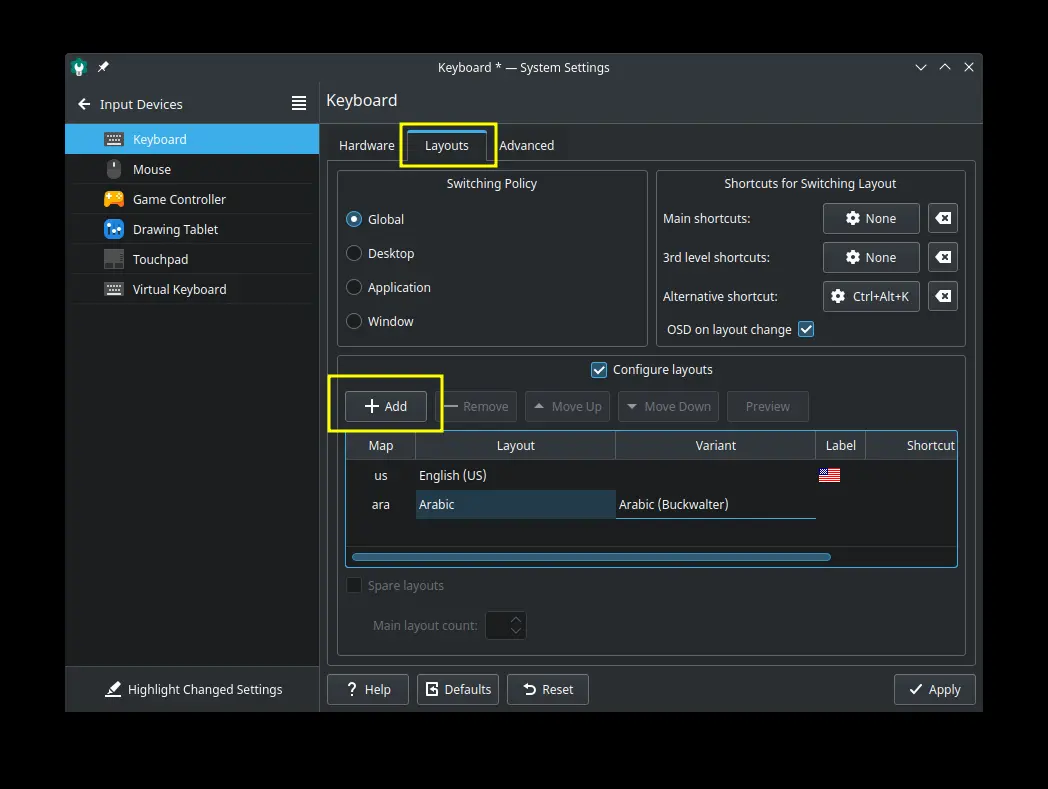 Keyboard * — System Settings
Input Devices
Keyboard
Keyboard
Mouse
Game Controller
Drawing Tablet
Touchpad
Virtual Keyboard
Highlight Changed Settings
Hardware Layouts Advanced
Switching Policy
Global
Desktop
Application
Window
Shortcuts for Switching Layout
Main shortcuts: None
3rd level shortcuts: None
Alternative shortcut: Ctrl+Alt+K
OSD on layout change
Configure layouts
Add Remove Move Up Move Down Preview
Map Layout Variant Label Shortcut
us English (US)
ara Arabic Arabic (Buckwalter)
Spare layouts
Main layout count:
Help Defaults Reset Apply